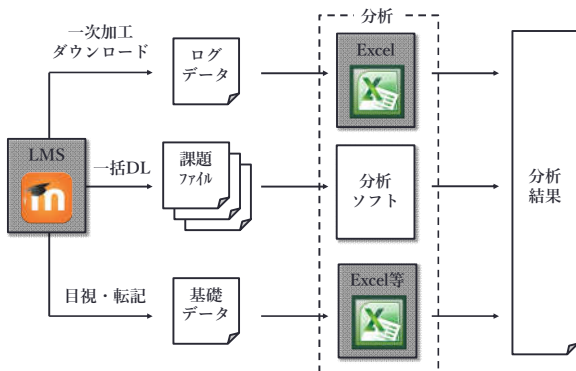 分析
一次加工
ダウンロード
ログ
データ
Excel
LMS
一括DL
課題
ファイル
分析
ソフト
分析
結果
目視・転記
基礎
データ
Excel等